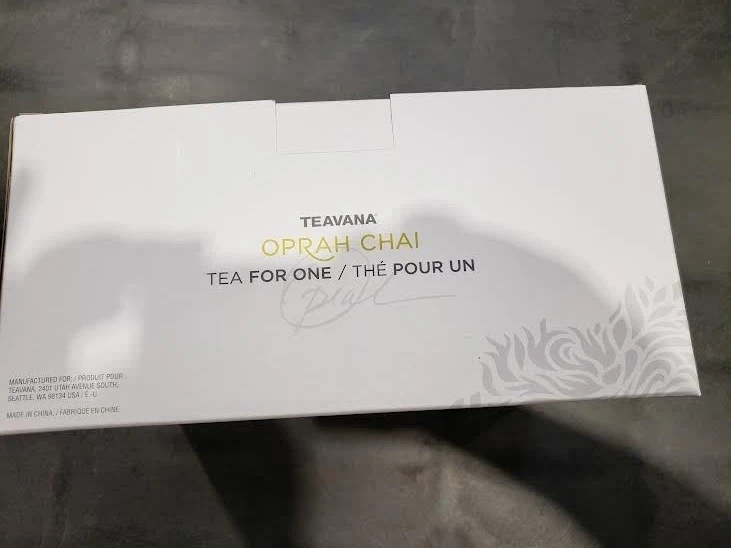 TEAVANA®
OPRAH CHAI
TEA FOR ONE / THÉ POUR UN
Oprah
MANUFACTURED FOR: / PRODUIT POUR :
TEAVANA, 2401 UTAH AVENUE SOUTH,
SEATTLE, WA 98134 USA / É.-U.
MADE IN CHINA. / FABRIQUÉ EN CHINE.